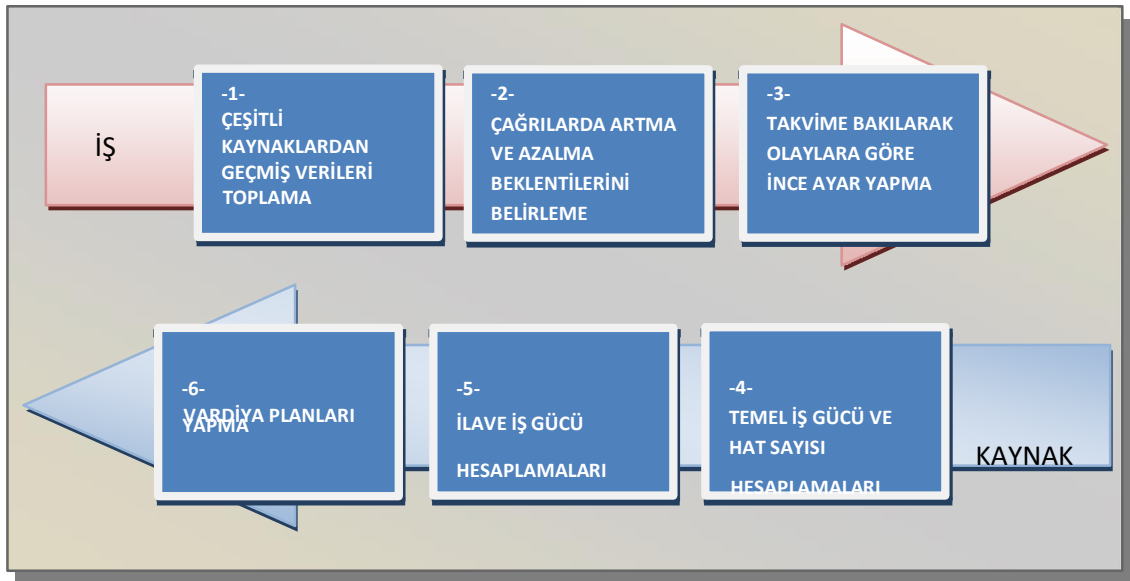 İŞ
-1-
ÇEŞİTLİ
KAYNAKLARDAN
GEÇMİŞ VERİLERİ
TOPLAMA
-2-
ÇAĞRILARDA ARTMA
VE AZALMA
BEKLENTİLERİNİ
BELİRLEME
-3-
TAKVİME BAKILARAK
OLAYLARA GÖRE
İNCE AYAR YAPMA
-4-
TEMEL İŞ GÜCÜ VE
HAT SAYISI
HESAPLAMALARI
KAYNAK
-5-
İLAVE İŞ GÜCÜ
HESAPLAMALARI
-6-
VARDİYA PLANLARI
YAPMA